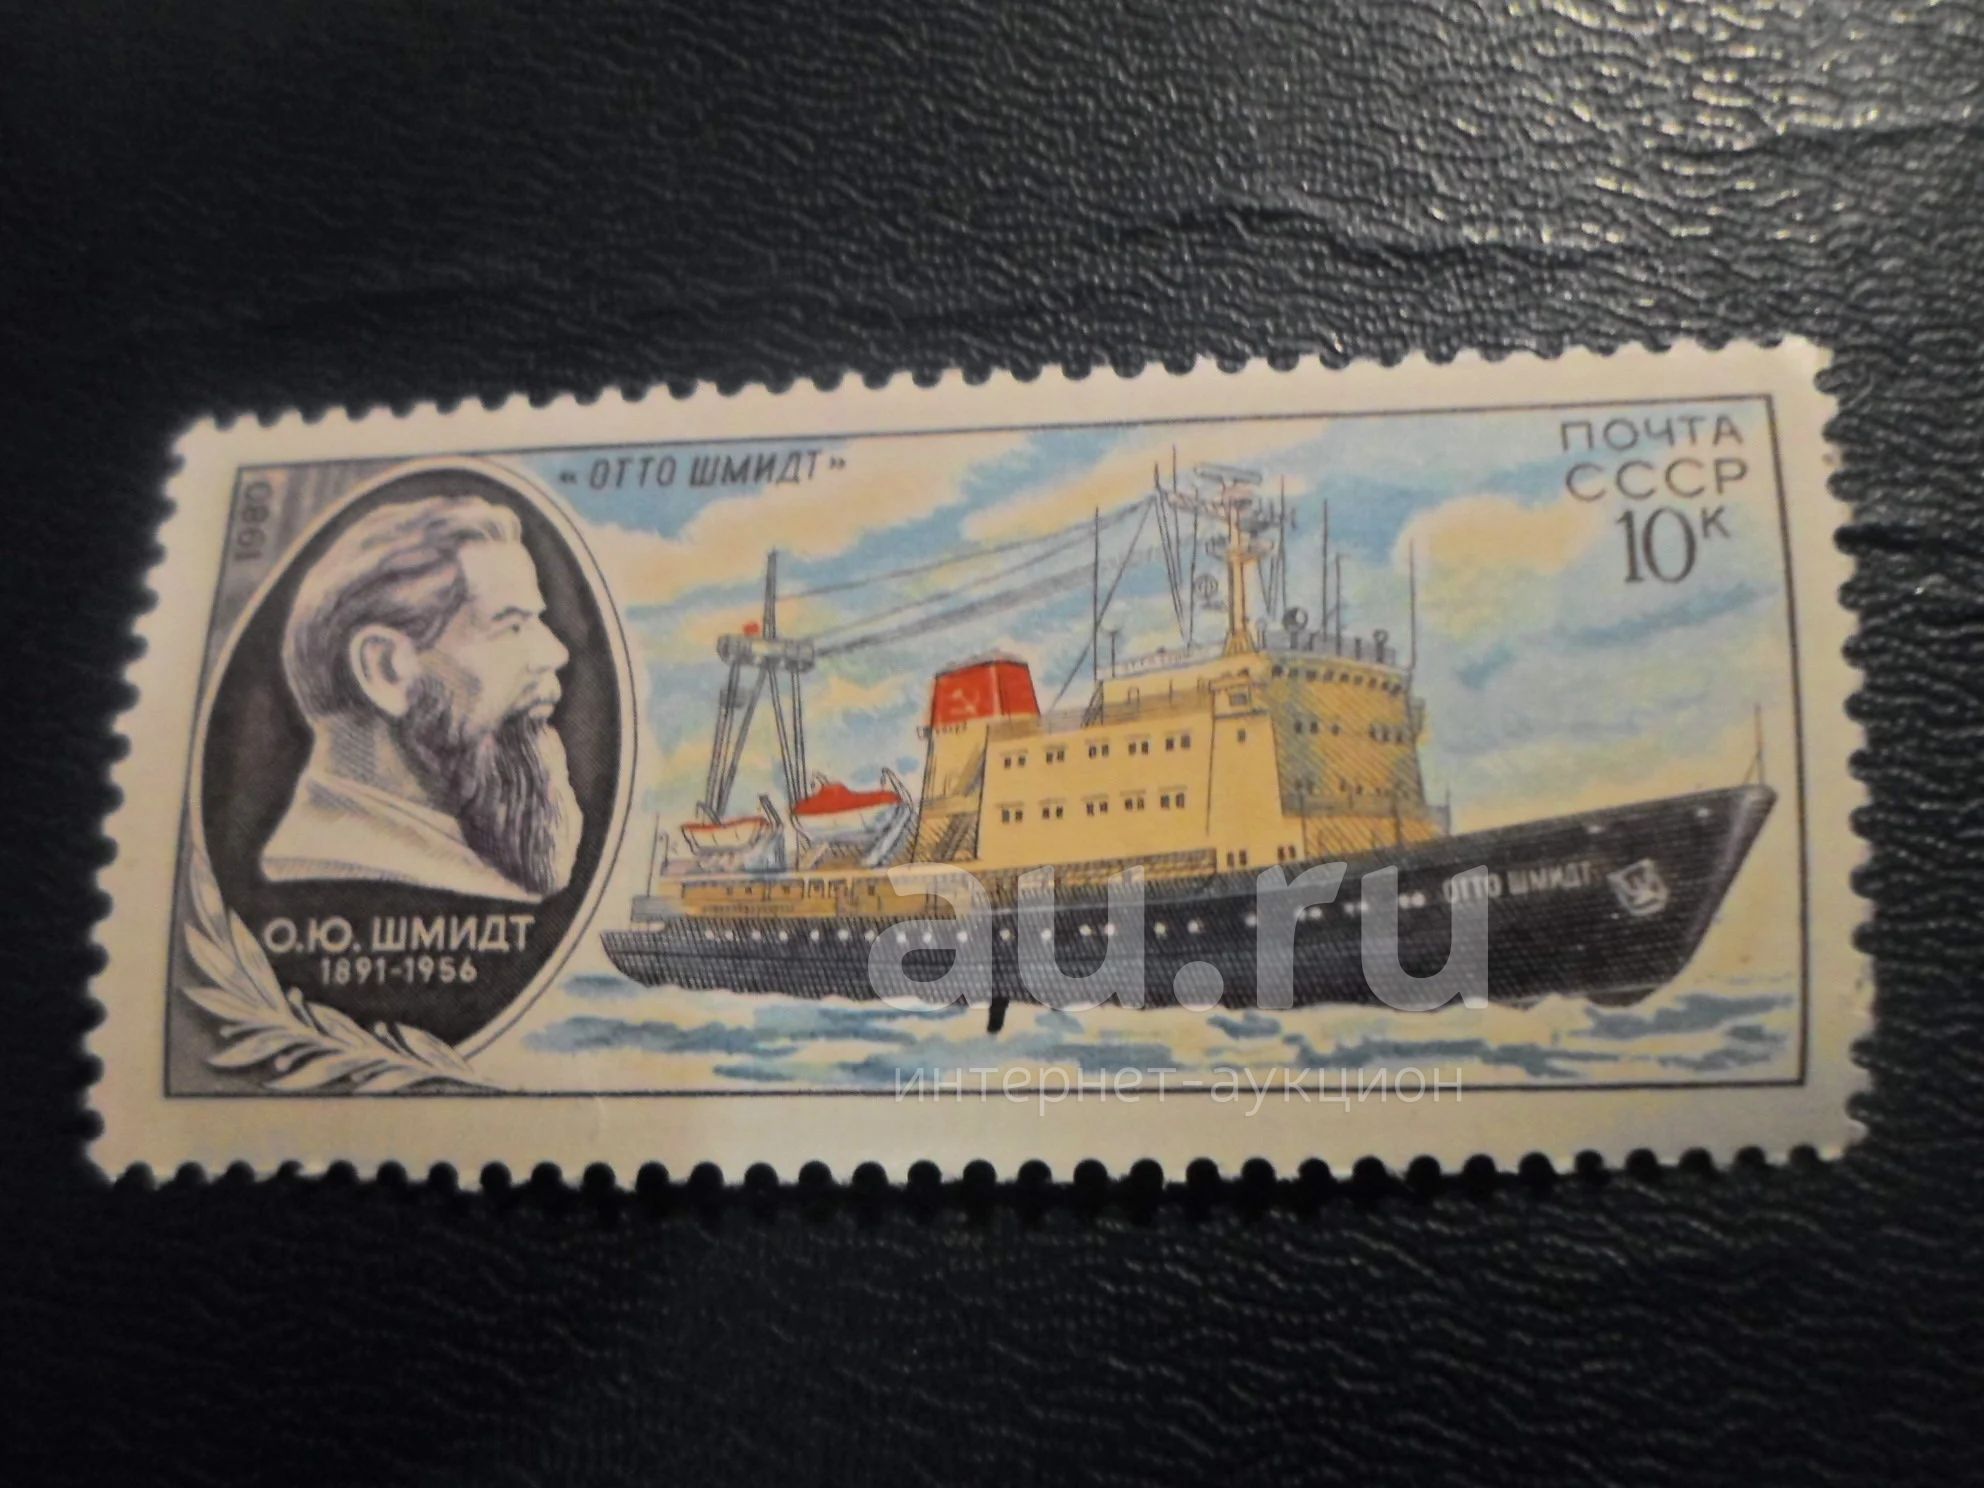 1980
«ОТТО ШМИДТ»
ПОЧТА
СССР
10К
О.Ю. ШМИДТ
1891-1956
ОТТО ШМИДТ
au.ru
интернет-аукцион